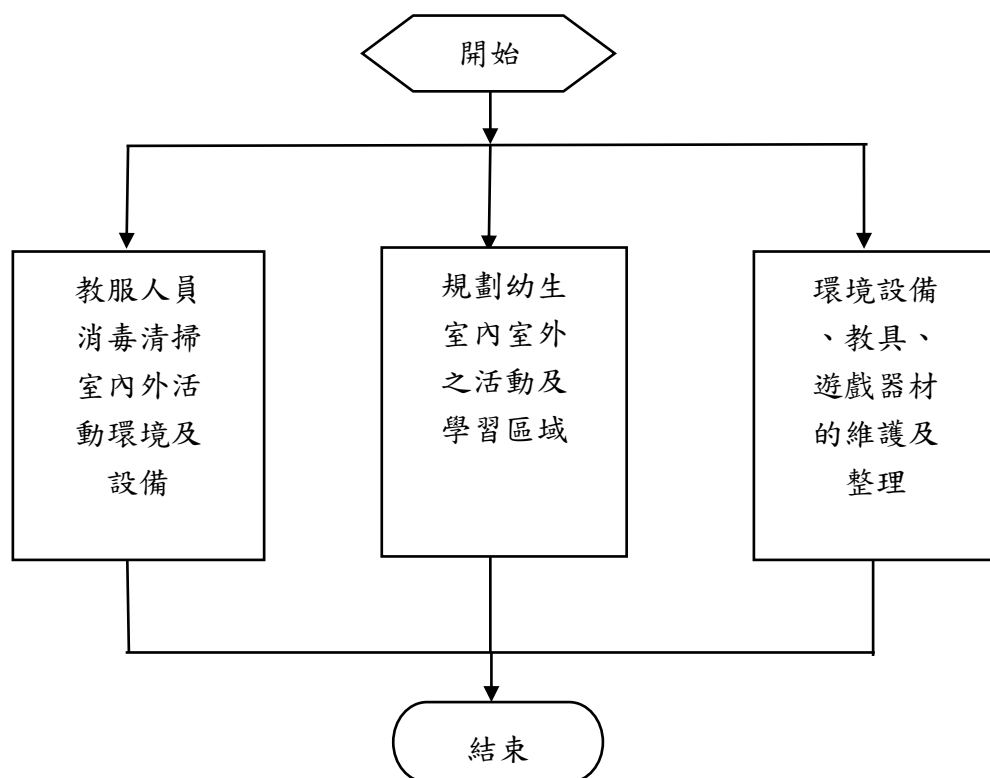 開始
教服人員
消毒清掃
室內外活
動環境及
設備
規劃幼生
室內室外
之活動及
學習區域
環境設備
、教具、
遊戲器材
的維護及
整理
結束